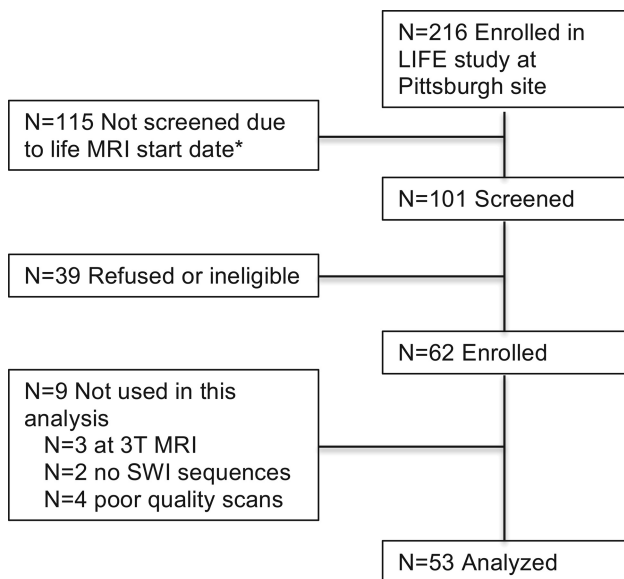 N=216 Enrolled in
LIFE study at
Pittsburgh site
N=115 Not screened due
to life MRI start date*
N=101 Screened
N=39 Refused or ineligible
N=62 Enrolled
N=9 Not used in this
analysis
N=3 at 3T MRI
N=2 no SWI sequences
N=4 poor quality scans
N=53 Analyzed